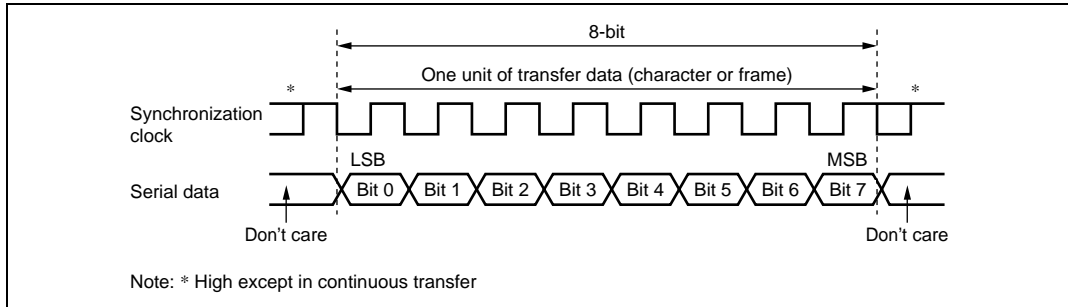 8-bit
One unit of transfer data (character or frame)
* *
Synchronization
clock
LSB MSB
Serial data Bit 0 Bit 1 Bit 2 Bit 3 Bit 4 Bit 5 Bit 6 Bit 7
Don't care Don't care
Note: * High except in continuous transfer